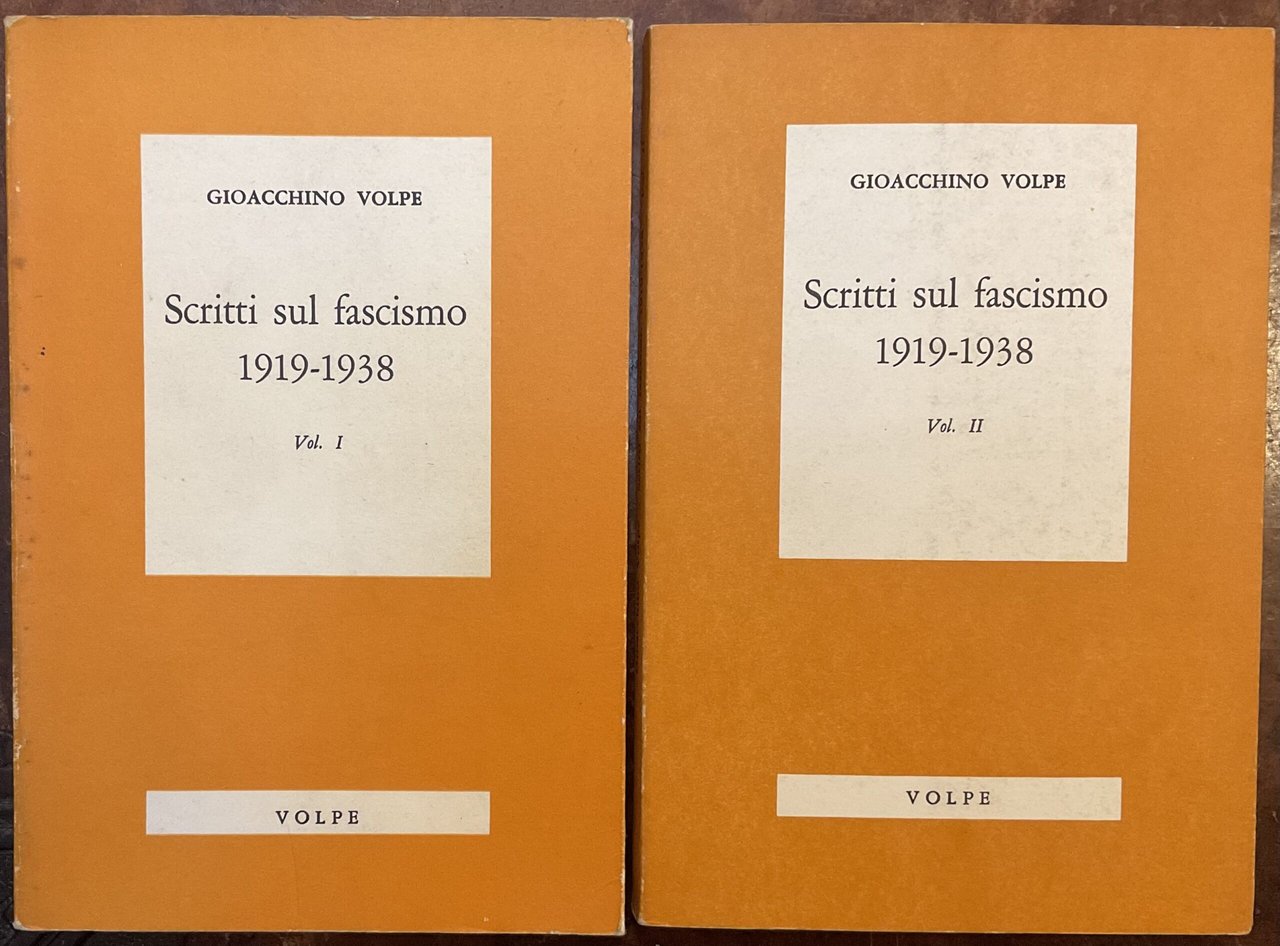 GIOACCHINO VOLPE
Scritti sul fascismo
1919-1938
Vol. I
VOLPE
GIOACCHINO VOLPE
Scritti sul fascismo
1919-1938
Vol. II
VOLPE